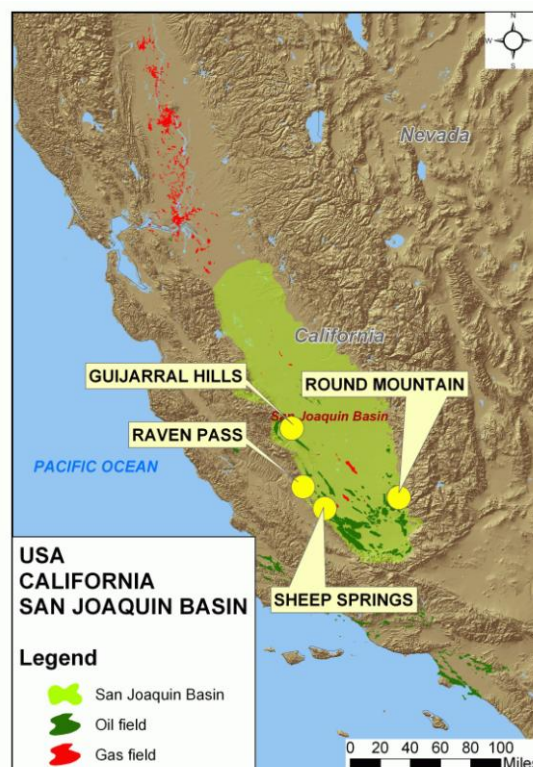 N
W E
S
Nevada
California
GUIJARRAL HILLS
ROUND MOUNTAIN
San Joaquin Basin
RAVEN PASS
PACIFIC OCEAN
SHEEP SPRINGS
USA
CALIFORNIA
SAN JOAQUIN BASIN
Legend
San Joaquin Basin
Oil field
Gas field
0 20 40 60 80 100
Miles